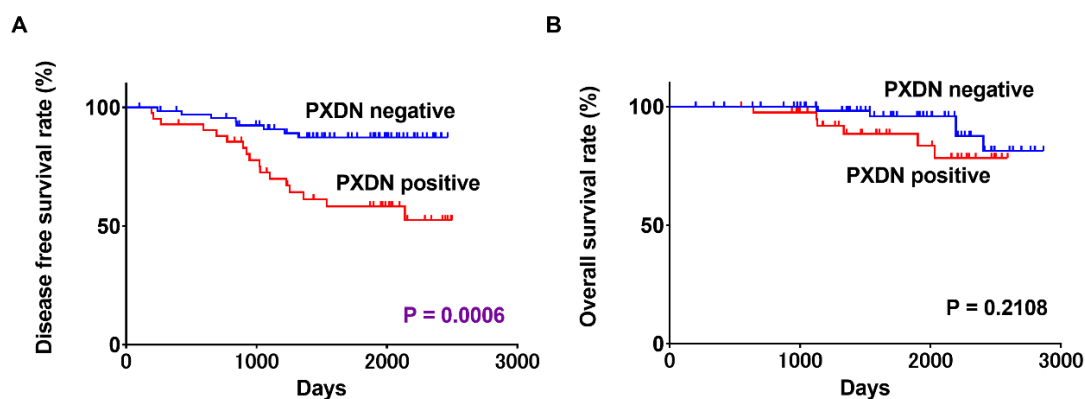 A
Disease free survival rate (%)
100
50
0
PXDN negative
PXDN positive
P = 0.0006
0
1000
2000
3000
Days
B
Overall survival rate (%)
100
50
0
PXDN negative
PXDN positive
P = 0.2108
0
1000
2000
3000
Days